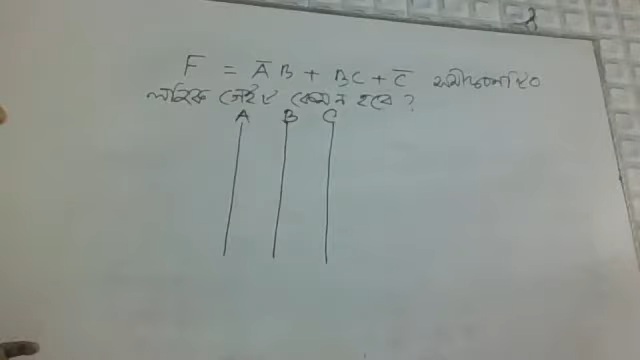 F = A̅B + BC + C̅ সমীকরণটির
লজিক গেইট কেমন হবে ?
A B C